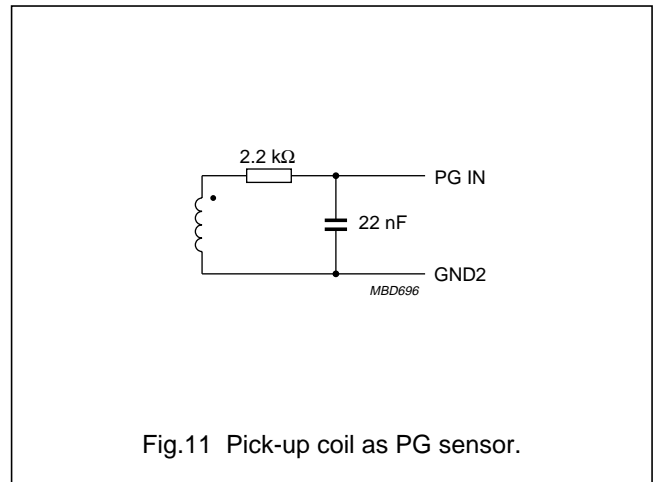 2.2 kΩ
PG IN
22 nF
GND2
MBD696
Fig.11 Pick-up coil as PG sensor.